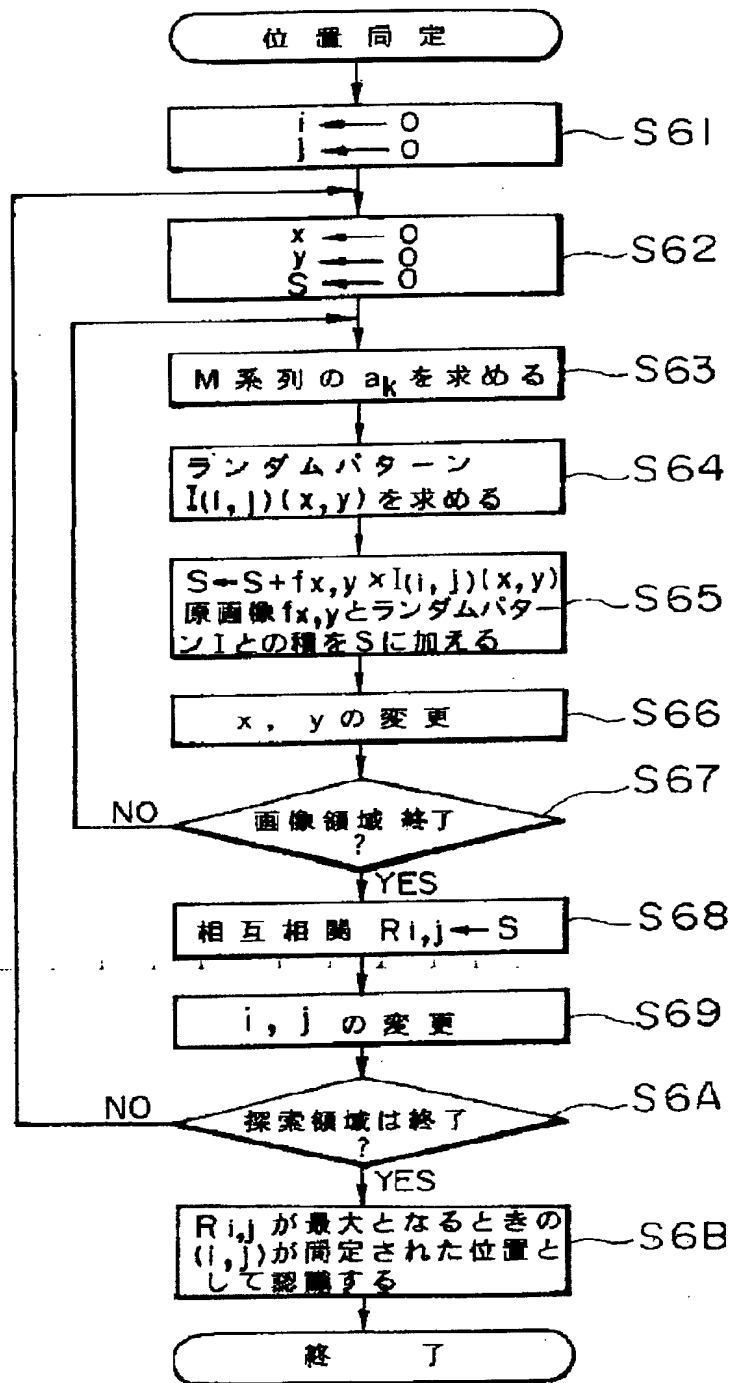 位置同定
i ← 0
j ← 0
S61
x ← 0
y ← 0
S ← 0
S62
M系列の akを求める
S63
ランダムパターン
I(i,j)(x,y)を求める
S64
S←S+fx,y×I(i,j)(x,y)
原画像fx,yとランダムパター
ンIとの積をSに加える
S65
x, yの変更
S66
画像領域終了
?
S67
NO
YES
相互相関 Ri,j←S
S68
i, jの変更
S69
探索領域は終了
?
S6A
NO
YES
Ri,jが最大となるときの
(i,j)が同定された位置と
して認識する
S6B
終了